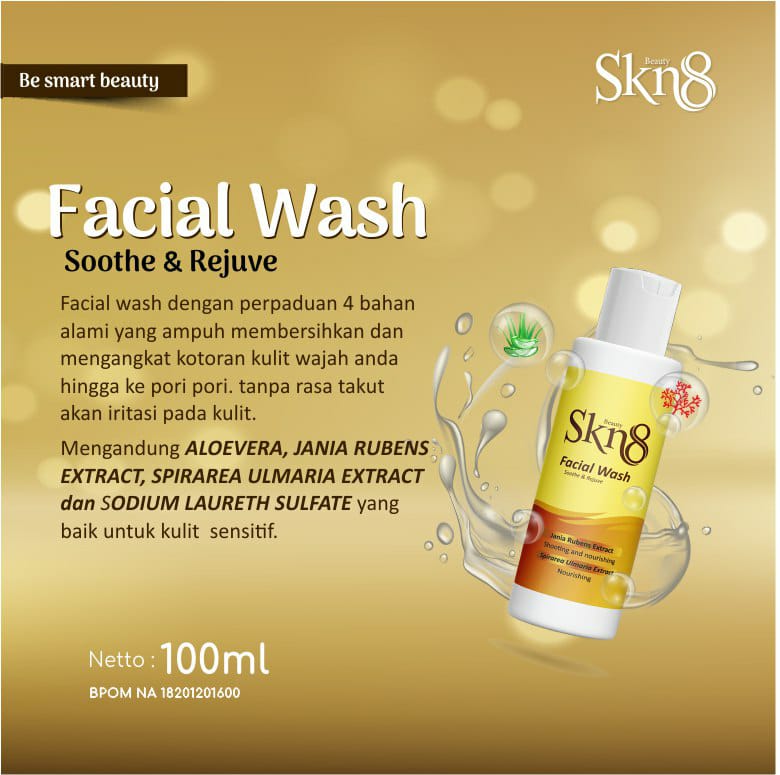 Be smart beauty
Beauty
Skn8
Facial Wash
Soothe & Rejuve
Facial wash dengan perpaduan 4 bahan
alami yang ampuh membersihkan dan
mengangkat kotoran kulit wajah anda
hingga ke pori pori. tanpa rasa takut
akan iritasi pada kulit.
Mengandung ALOEVERA, JANIA RUBENS
EXTRACT, SPIRAREA ULMARIA EXTRACT
dan SODIUM LAURETH SULFATE yang
baik untuk kulit sensitif.
Beauty
Skn8
Facial Wash
Soothe & Rejuve
Jania Rubens Extract
Shooting and nourishing
Spirarea Ulmaria Extract
Nourishing
Netto : 100ml
BPOM NA 18201201600